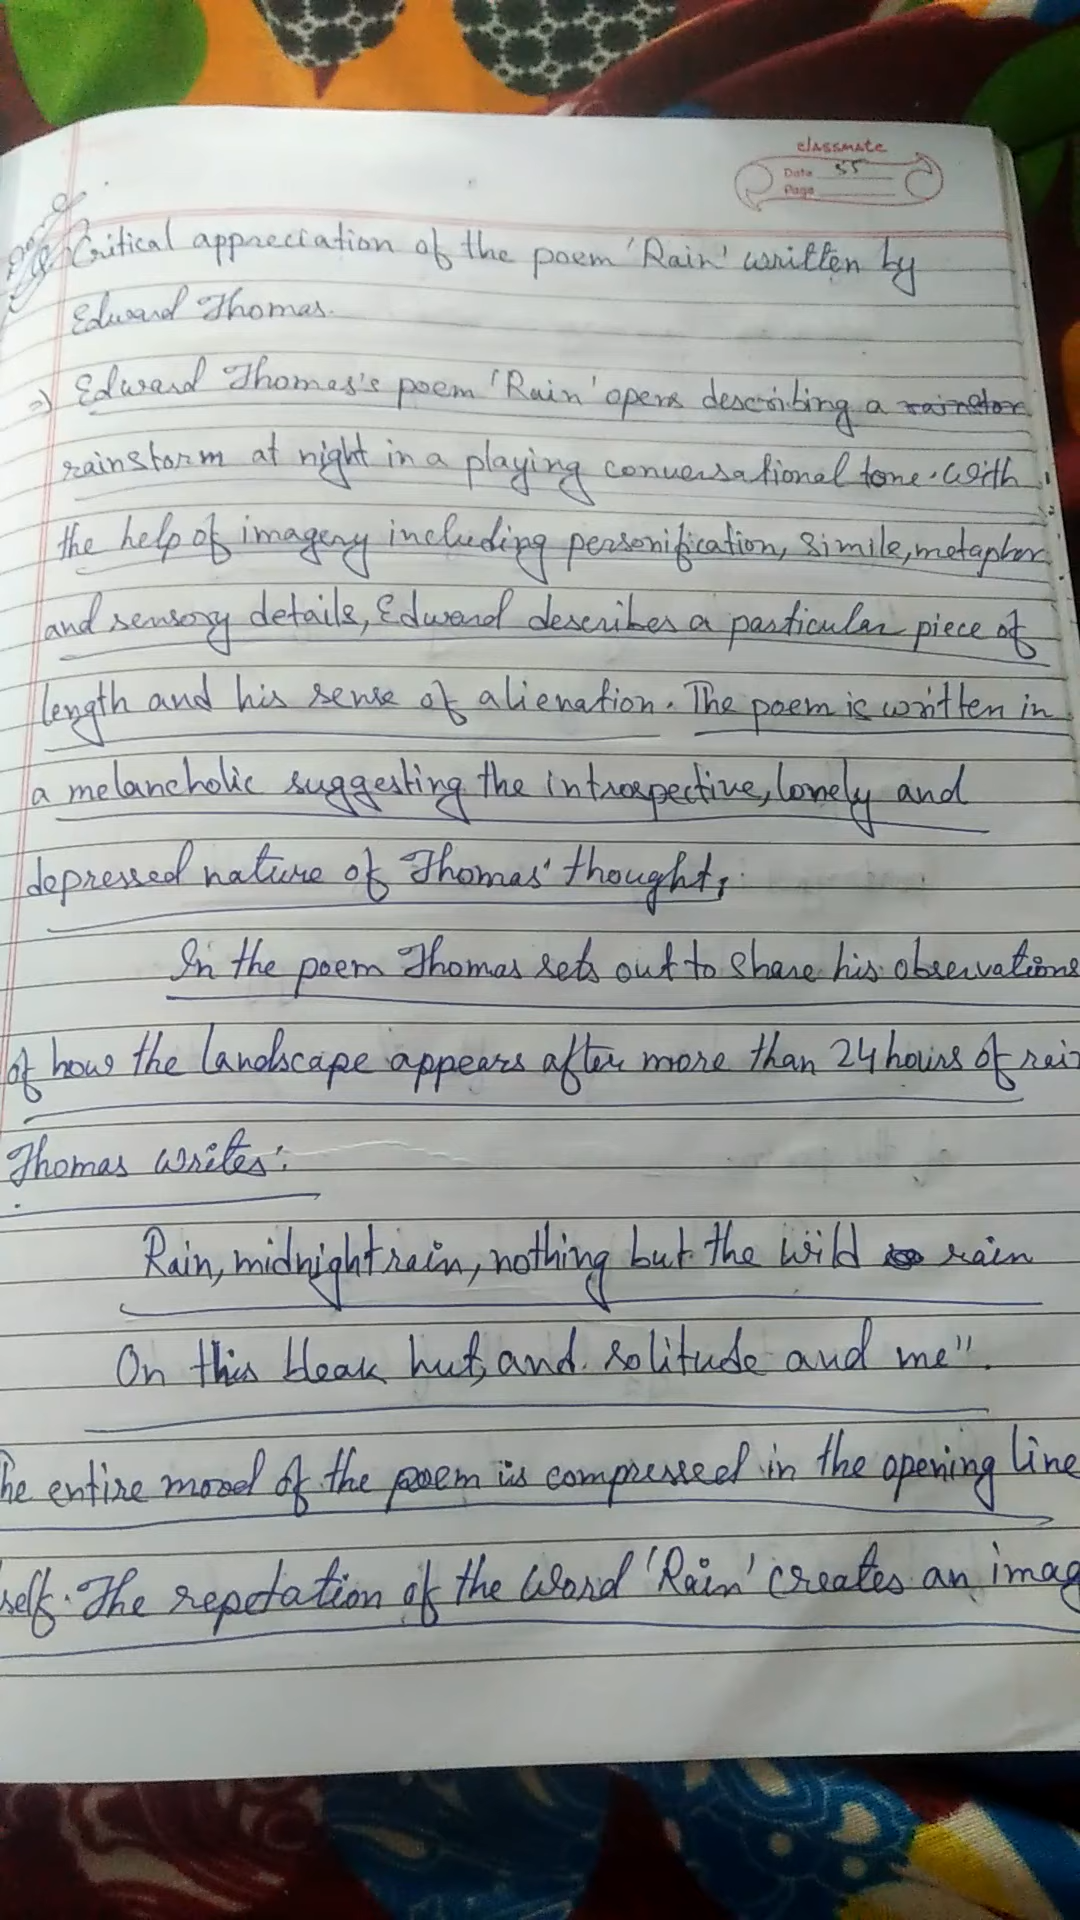 classmate
Date 55
Page
Critical appreciation of the poem 'Rain' written by
Edward Thomas.
⇒ Edward Thomas's poem 'Rain' opens describing a rainstor
rainstorm at night in a playing conversational tone. With
the help of imagery including personification, simile, metaphor
and sensory details, Edward describes a particular piece of
length and his sense of alienation. The poem is written in
a melancholic suggesting the introspective, lonely and
depressed nature of Thomas' thought,
In the poem Thomas sets out to share his observations
of how the landscape appears after more than 24 hours of rai
Thomas writes:
Rain, midnight rain, nothing but the wild rain
On this bleak hut, and solitude and me".
he entire mood of the poem is compressed in the opening line
self. The repetation of the word 'Rain' creates an imag